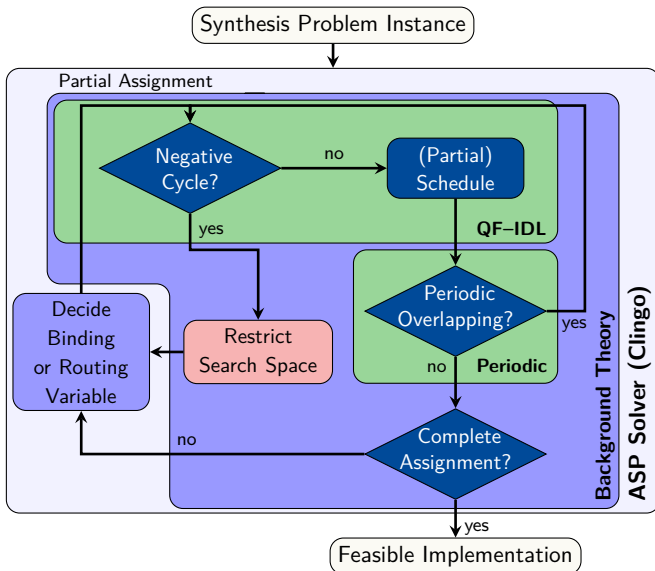 Synthesis Problem Instance
Partial Assignment
Negative
Cycle?
no
(Partial)
Schedule
yes
QF–IDL
Decide
Binding
or Routing
Variable
Restrict
Search Space
Periodic
Overlapping?
yes
no
Periodic
Complete
Assignment?
no
yes
Background Theory
ASP Solver (Clingo)
Feasible Implementation